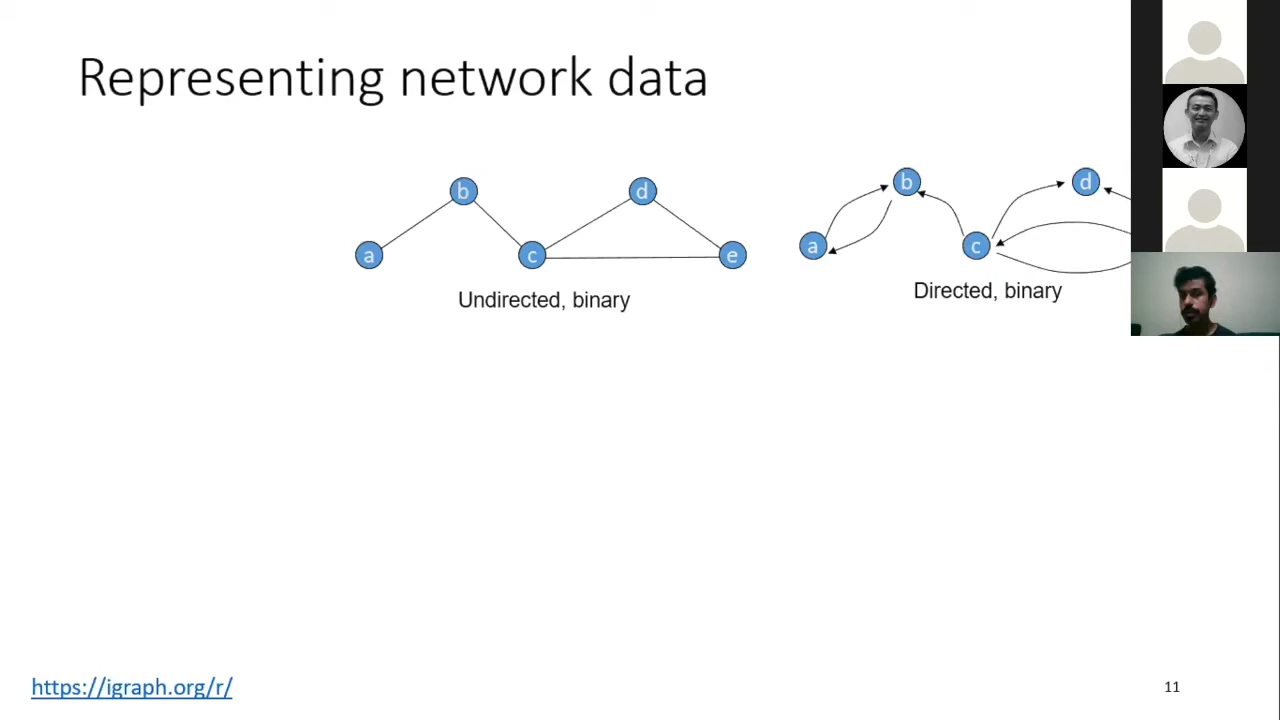 Representing network data
b
d
a
c
e
Undirected, binary
b
d
a
c
Directed, binary
https://igraph.org/r/
11